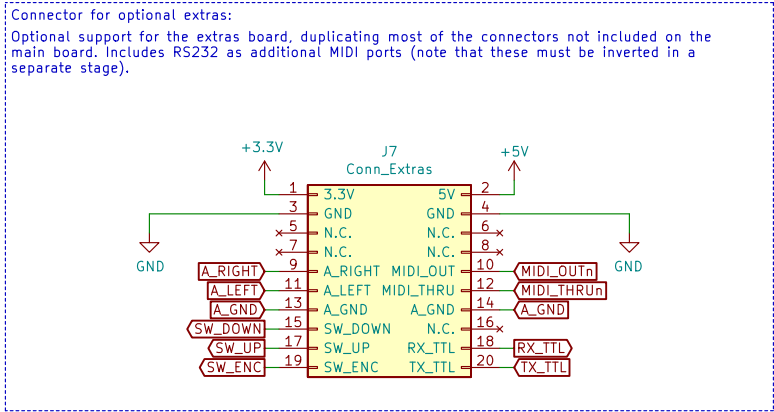 Connector for optional extras:
Optional support for the extras board, duplicating most of the connectors not included on the
main board. Includes RS232 as additional MIDI ports (note that these must be inverted in a
separate stage).
+3.3V J7 +5V
Conn_Extras
1 3.3V 5V 2
3 GND GND 4
5 N.C. N.C. 6
7 N.C. N.C. 8
GND GND
A_RIGHT 9 A_RIGHT MIDI_OUT 10 MIDI_OUTn
A_LEFT 11 A_LEFT MIDI_THRU 12 MIDI_THRUn
A_GND 13 A_GND A_GND 14 A_GND
SW_DOWN 15 SW_DOWN N.C. 16
SW_UP 17 SW_UP RX_TTL 18 RX_TTL
SW_ENC 19 SW_ENC TX_TTL 20 TX_TTL